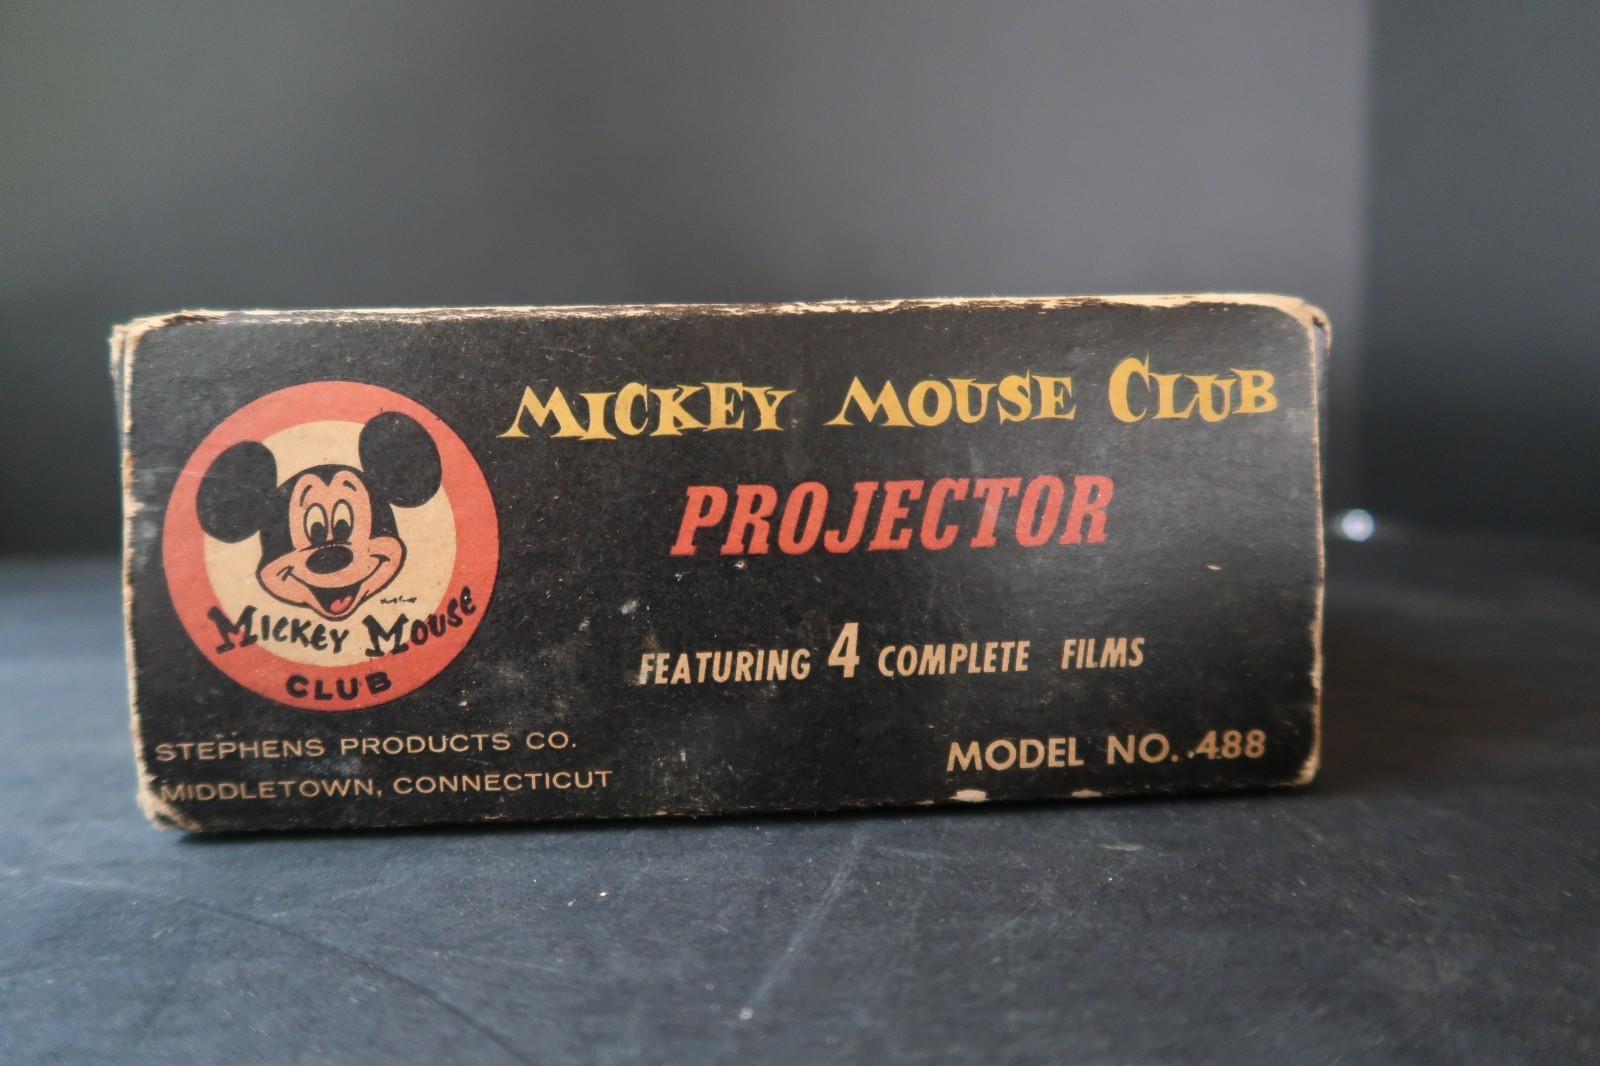 MICKEY MOUSE CLUB
PROJECTOR
FEATURING 4 COMPLETE FILMS
MODEL NO. 488
MICKEY MOUSE
CLUB
STEPHENS PRODUCTS CO.
MIDDLETOWN, CONNECTICUT